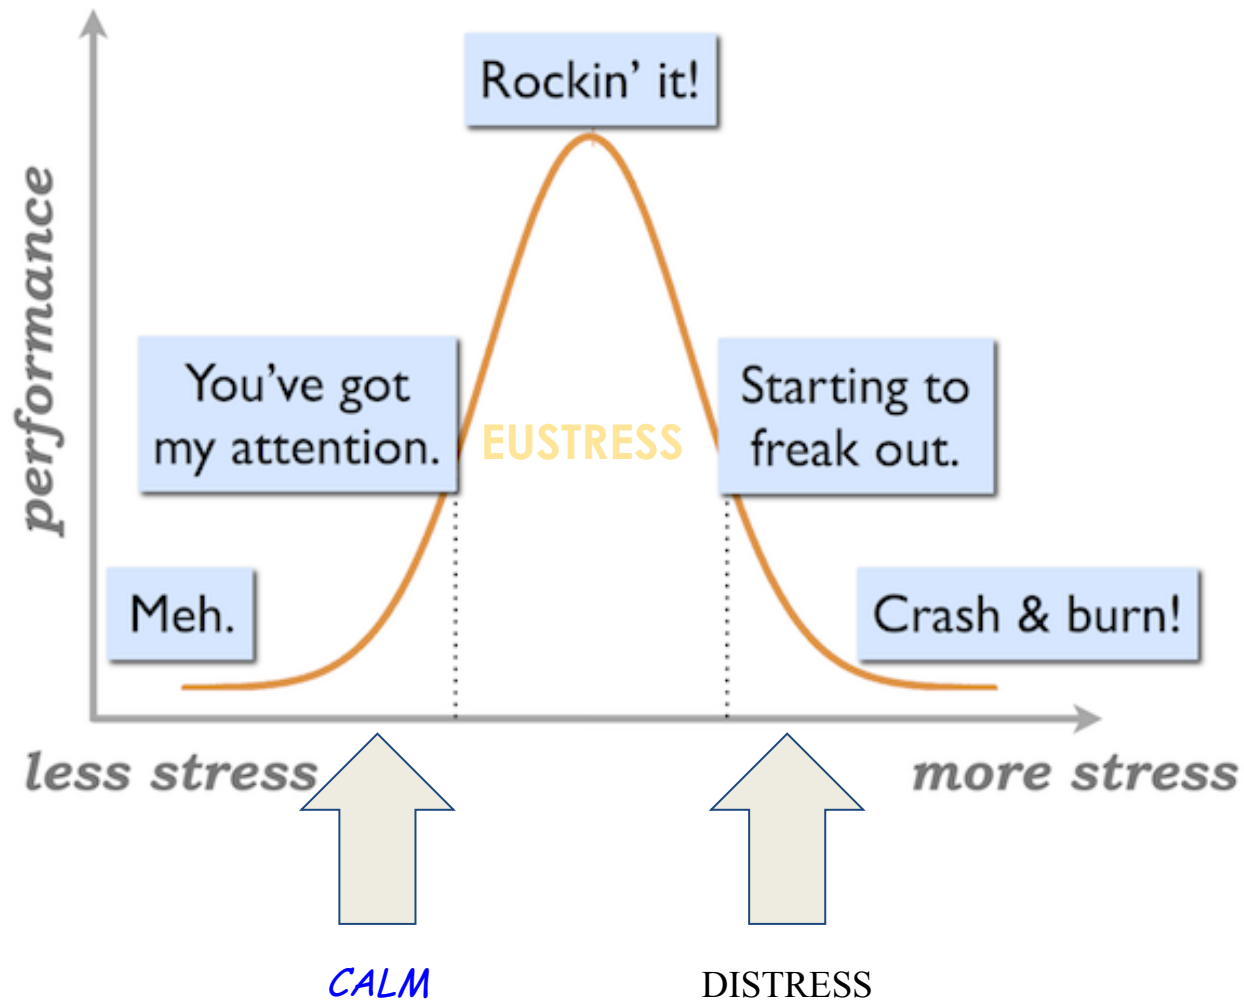 Rockin' it!
performance
You've got
my attention.
EUSTRESS
Starting to
freak out.
Meh.
Crash & burn!
less stress
more stress
CALM
DISTRESS